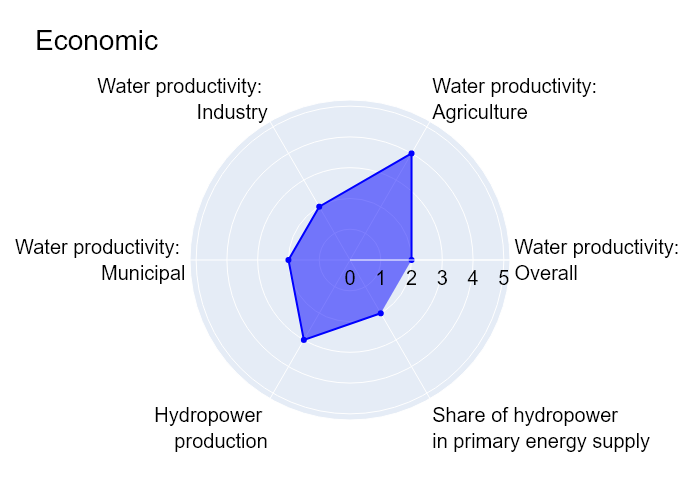 Economic
Water productivity:
Industry
Water productivity:
Agriculture
Water productivity:
Municipal
Water productivity:
Overall
0 1 2 3 4 5
Hydropower
production
Share of hydropower
in primary energy supply